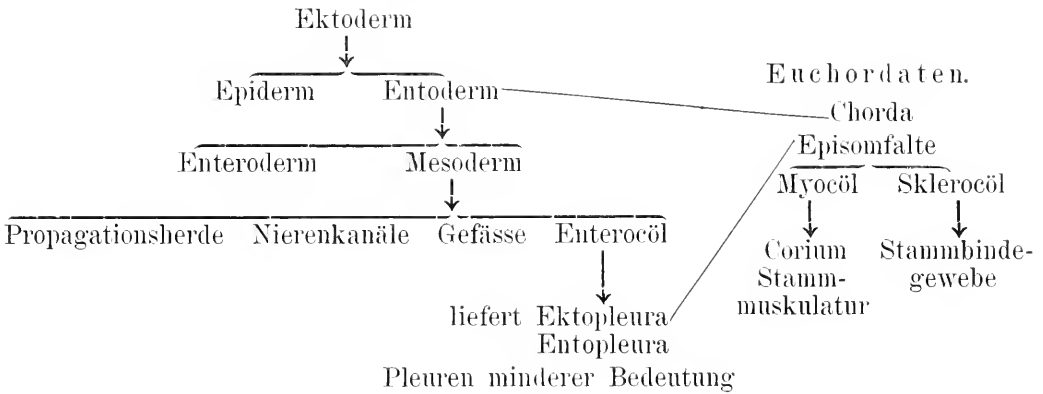 Ektoderm
Epiderm Entoderm
Enteroderm Mesoderm
Propagationsherde Nierenkanäle Gefässe Enterocöl
liefert Ektopleura
Entopleura
Pleuren minderer Bedeutung
Euchordaten.
Chorda
Episomfalte
Myocöl Sklerocöl
Corium Stammbinde-
Stamm- gewebe
muskulatur